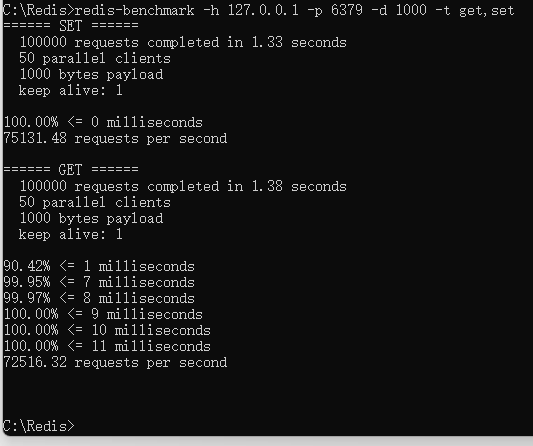 C:\Redis>redis-benchmark -h 127.0.0.1 -p 6379 -d 1000 -t get,set
====== SET ======
  100000 requests completed in 1.33 seconds
  50 parallel clients
  1000 bytes payload
  keep alive: 1

100.00% <= 0 milliseconds
75131.48 requests per second

====== GET ======
  100000 requests completed in 1.38 seconds
  50 parallel clients
  1000 bytes payload
  keep alive: 1

90.42% <= 1 milliseconds
99.95% <= 7 milliseconds
99.97% <= 8 milliseconds
100.00% <= 9 milliseconds
100.00% <= 10 milliseconds
100.00% <= 11 milliseconds
72516.32 requests per second

C:\Redis>